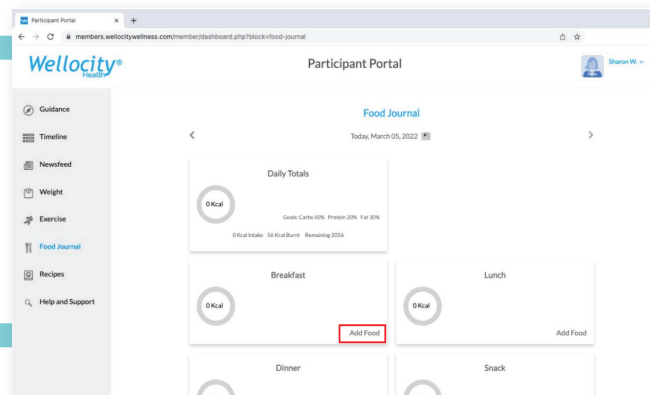 Participant Portal
members.wellocitywellness.com/member/dashboard.php?block=food-journal
Wellocity®
Health
Participant Portal
Sharon W.
Guidance
Timeline
Newsfeed
Weight
Exercise
Food Journal
Recipes
Help and Support
Food Journal
Today, March 05, 2022
Daily Totals
0 Kcal
Goals: Carbs 50% Protein 20% Fat 30%
0 Kcal Intake 56 Kcal Burnt Remaining 2056
Breakfast
0 Kcal
Add Food
Lunch
0 Kcal
Add Food
Dinner
Snack